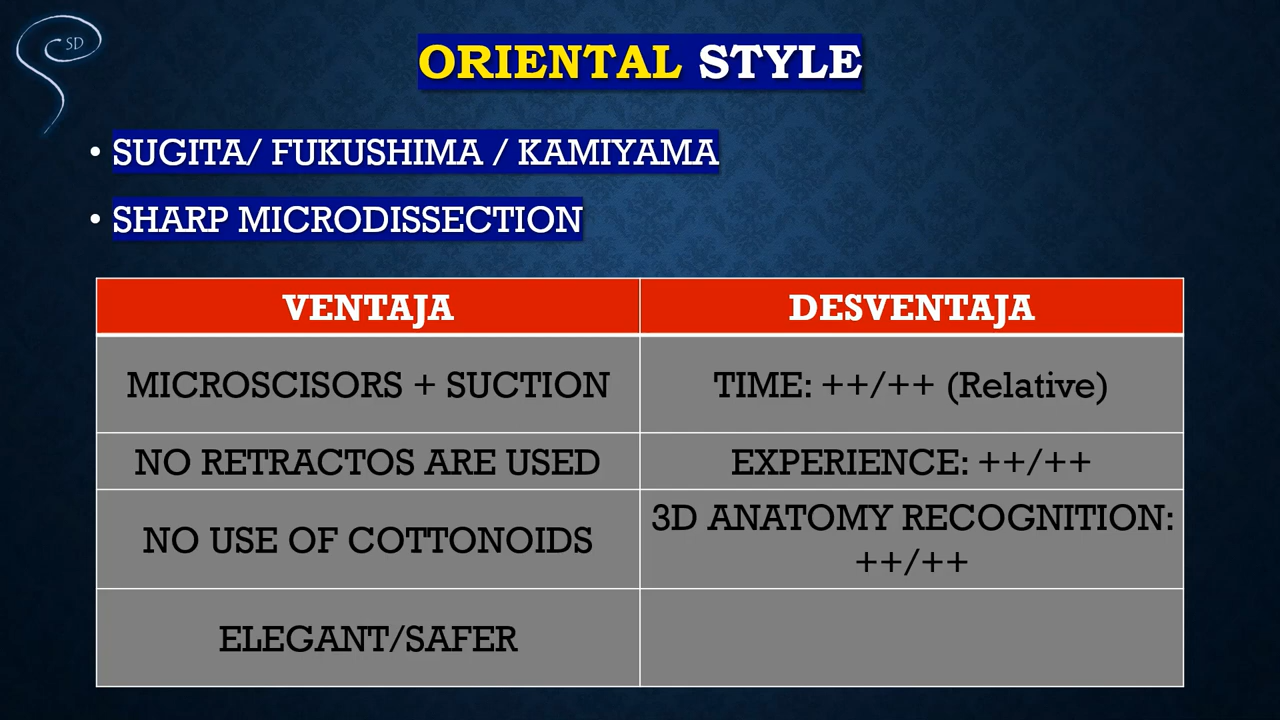 SD
ORIENTAL STYLE
• SUGITA/ FUKUSHIMA / KAMIYAMA
• SHARP MICRODISSECTION
VENTAJA DESVENTAJA
MICROSCISORS + SUCTION TIME: ++/++ (Relative)
NO RETRACTOS ARE USED EXPERIENCE: ++/++
NO USE OF COTTONOIDS 3D ANATOMY RECOGNITION:
++/++
ELEGANT/SAFER